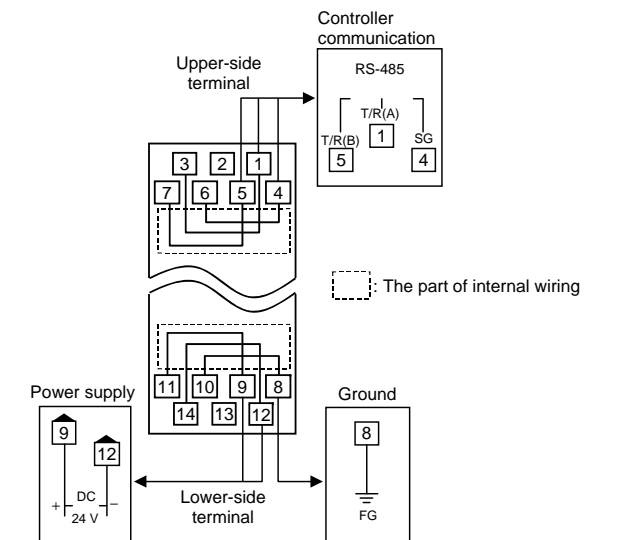 Controller
communication
Upper-side
terminal
RS-485
T/R(A)
1
T/R(B)
SG
5
4
3 2 1
7 6 5 4
: The part of internal wiring
11 10 9 8
14 13 12
Power supply
9
12
+ DC −
24 V
Lower-side
terminal
Ground
8
FG